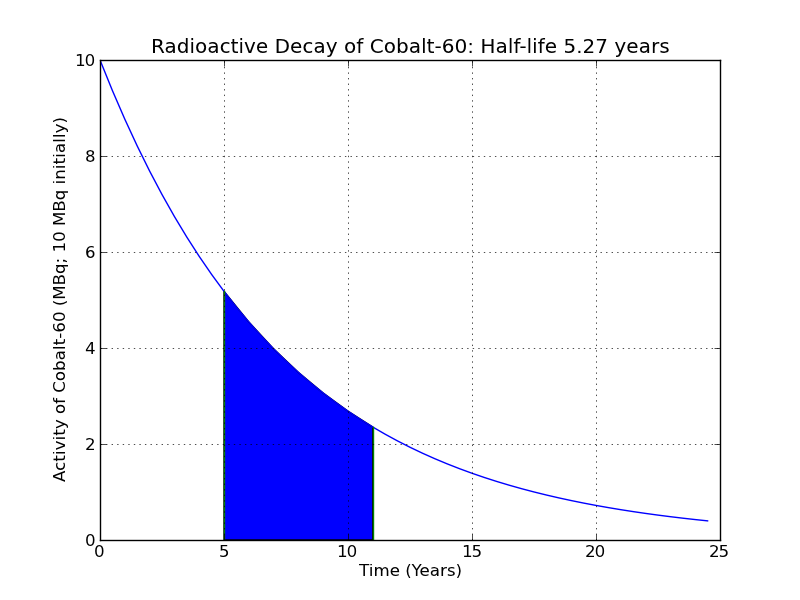 Radioactive Decay of Cobalt-60: Half-life 5.27 years
Activity of Cobalt-60 (MBq; 10 MBq initially)
10
8
6
4
2
0
0 5 10 15 20 25
Time (Years)